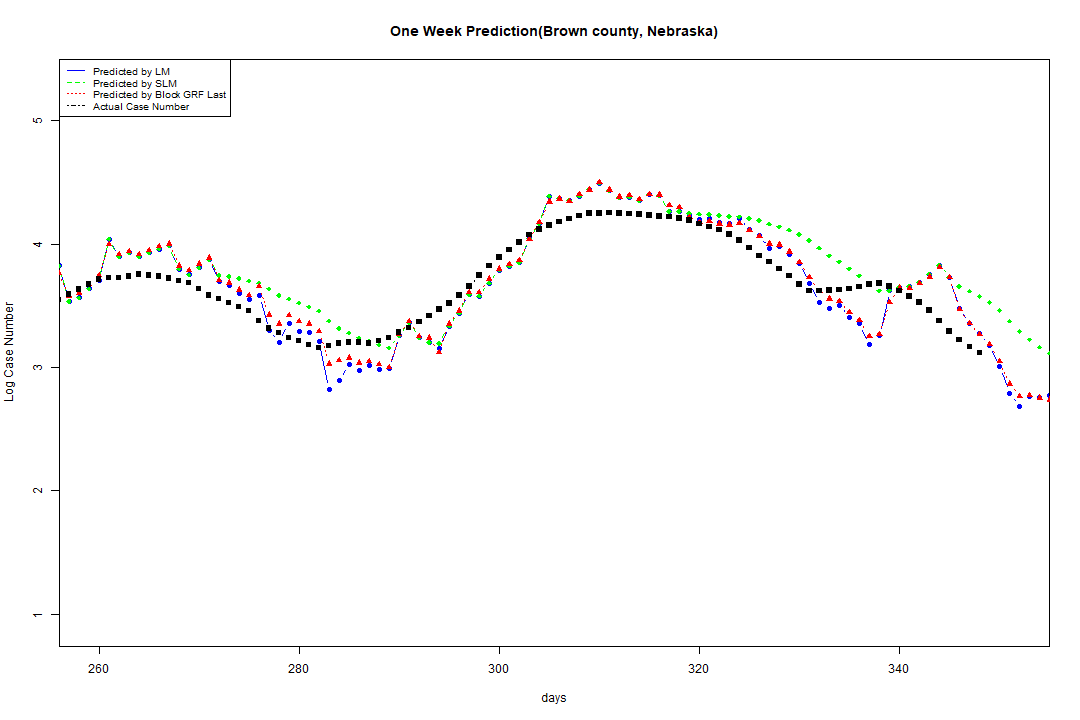 One Week Prediction(Brown county, Nebraska)
Predicted by LM
Predicted by SLM
Predicted by Block GRF Last
Actual Case Number
5
4
3
2
1
Log Case Number
260 280 300 320 340
days